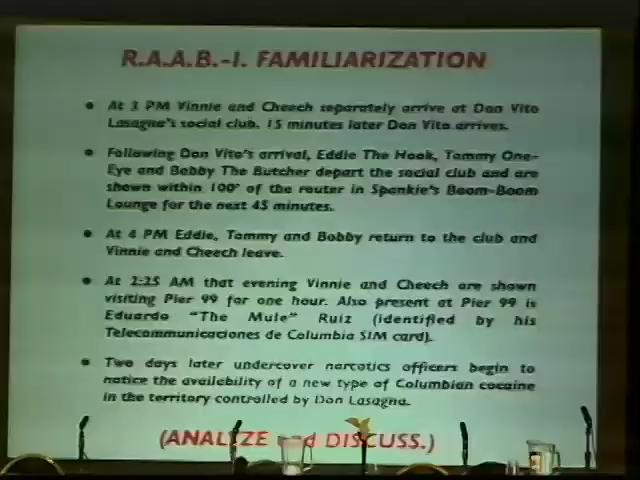 R.A.A.B.-I. FAMILIARIZATION
• At 3 PM Vinnie and Cheech separately arrive at Don Vito
Lasagna's social club. 15 minutes later Don Vito arrives.
• Following Don Vito's arrival, Eddie The Hook, Tommy One-
Eye and Bobby The Butcher depart the social club and are
shown within 100' of the router in Spankie's Boom-Boom
Lounge for the next 45 minutes.
• At 4 PM Eddie, Tommy and Bobby return to the club and
Vinnie and Cheech leave.
• At 2:25 AM that evening Vinnie and Cheech are shown
visiting Pier 99 for one hour. Also present at Pier 99 is
Eduardo "The Mule" Ruiz (identified by his
Telecommunicaciones de Columbia SIM card).
• Two days later undercover narcotics officers begin to
notice the availability of a new type of Columbian cocaine
in the territory controlled by Don Lasagna.
(ANALYZE and DISCUSS.)